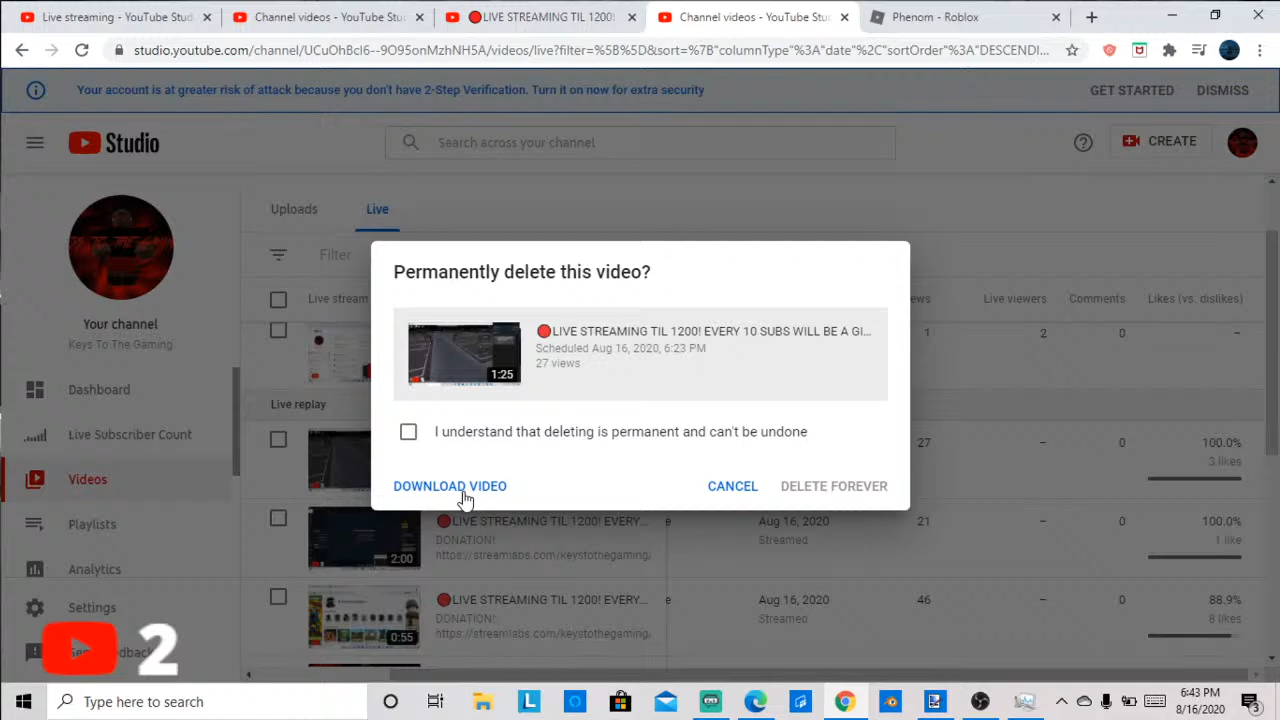 Live streaming - YouTube Stud
Channel videos - YouTube Stu
🔴LIVE STREAMING TIL 1200!
Channel videos - YouTube Stu
Phenom - Roblox
studio.youtube.com/channel/UCuOhBcI6--9O95onMzhNH5A/videos/live?filter=%5B%5D&sort=%7B"columnType"%3A"date"%2C"sortOrder"%3A"DESCENDI...
Your account is at greater risk of attack because you don't have 2-Step Verification. Turn it on now for extra security
GET STARTED
DISMISS
Studio
Search across your channel
CREATE
Your channel
Keys To The Gaming
Dashboard
Live Subscriber Count
Videos
Playlists
Analytics
Settings
2
Uploads
Live
Filter
Live stream
Live viewers
Comments
Likes (vs. dislikes)
1
2
0
–
Permanently delete this video?
🔴LIVE STREAMING TIL 1200! EVERY 10 SUBS WILL BE A GI...
Scheduled Aug 16, 2020, 6:23 PM
27 views
1:25
I understand that deleting is permanent and can't be undone
DOWNLOAD VIDEO
CANCEL
DELETE FOREVER
Live replay
27
–
0
100.0%
3 likes
2:00
🔴LIVE STREAMING TIL 1200! EVERY...
DONATION!
https://streamlabs.com/keystothegaming/
Aug 16, 2020
Streamed
21
–
0
100.0%
1 like
0:55
🔴LIVE STREAMING TIL 1200! EVERY...
DONATION!
https://streamlabs.com/keystothegaming/
Aug 16, 2020
Streamed
46
–
0
88.9%
8 likes
Type here to search
6:43 PM
8/16/2020
3